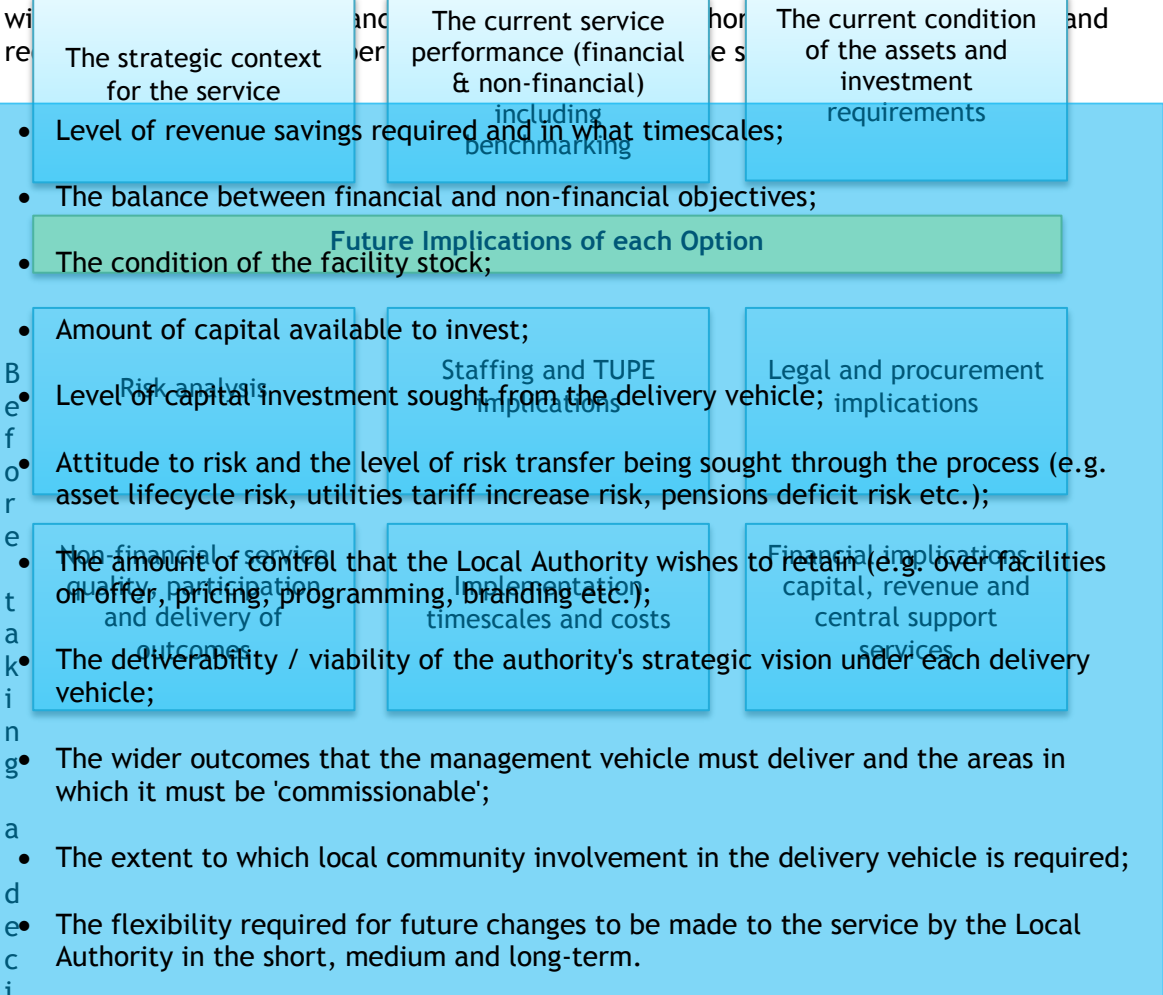 The strategic context
for the service
The current service
performance (financial
& non-financial)
including
benchmarking
The current condition
of the assets and
investment
requirements
• Level of revenue savings required and in what timescales;
• The balance between financial and non-financial objectives;
Future Implications of each Option
• The condition of the facility stock;
• Amount of capital available to invest;
Risk analysis
Staffing and TUPE
implications
Legal and procurement
implications
• Level of capital investment sought from the delivery vehicle;
• Attitude to risk and the level of risk transfer being sought through the process (e.g.
asset lifecycle risk, utilities tariff increase risk, pensions deficit risk etc.);
Non-financial - service
quality, participation
and delivery of
outcomes
Implementation
timescales and costs
Financial implications -
capital, revenue and
central support
services
• The amount of control that the Local Authority wishes to retain (e.g. over facilities
on offer, pricing, programming, branding etc.);
• The deliverability / viability of the authority's strategic vision under each delivery
vehicle;
• The wider outcomes that the management vehicle must deliver and the areas in
which it must be 'commissionable';
• The extent to which local community involvement in the delivery vehicle is required;
• The flexibility required for future changes to be made to the service by the Local
Authority in the short, medium and long-term.
Before taking a deci